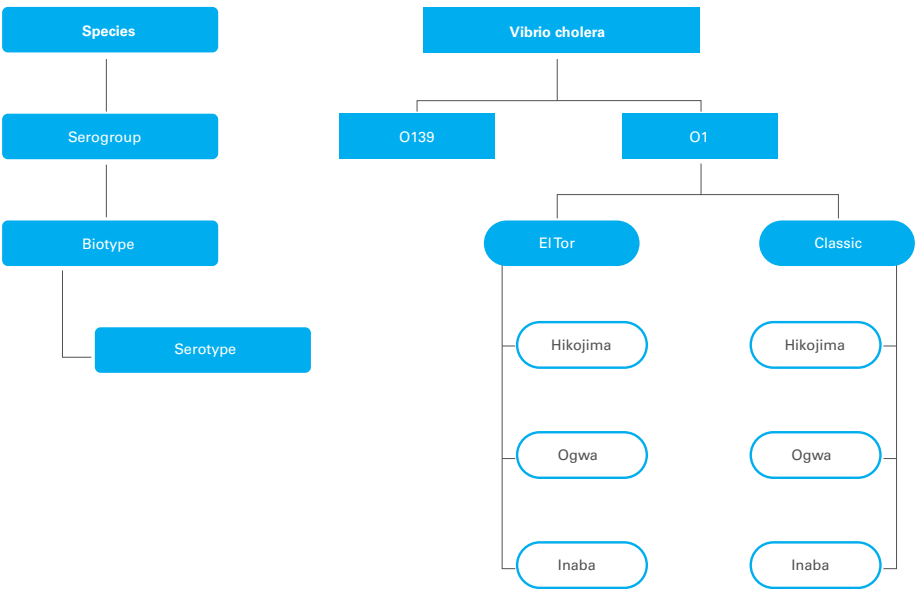 Species
Serogroup
Biotype
Serotype
Vibrio cholera
O139
O1
El Tor
Classic
Hikojima
Ogwa
Inaba
Hikojima
Ogwa
Inaba